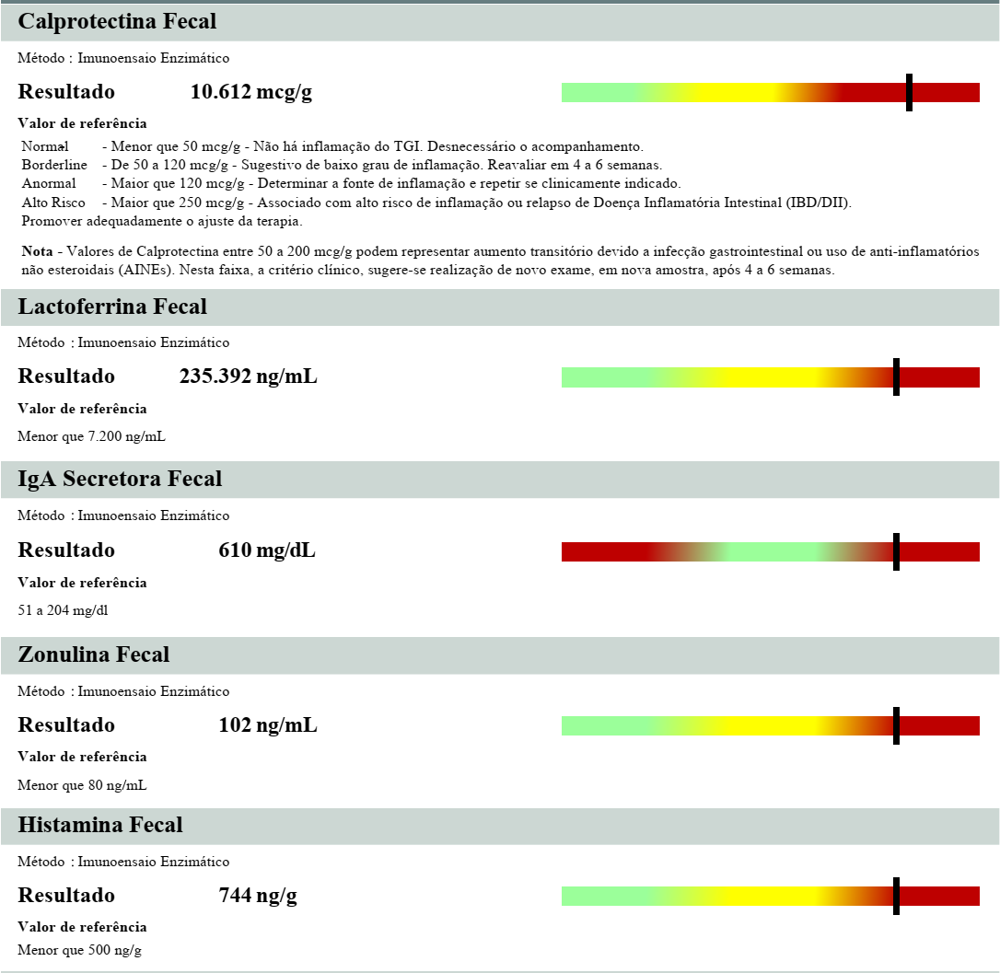 Calprotectina Fecal
Método : Imunoensaio Enzimático
Resultado 10.612 mcg/g
Valor de referência
Normal - Menor que 50 mcg/g - Não há inflamação do TGI. Desnecessário o acompanhamento.
Borderline - De 50 a 120 mcg/g - Sugestivo de baixo grau de inflamação. Reavaliar em 4 a 6 semanas.
Anormal - Maior que 120 mcg/g - Determinar a fonte de inflamação e repetir se clinicamente indicado.
Alto Risco - Maior que 250 mcg/g - Associado com alto risco de inflamação ou relapso de Doença Inflamatória Intestinal (IBD/DII).
Promover adequadamente o ajuste da terapia.
Nota - Valores de Calprotectina entre 50 a 200 mcg/g podem representar aumento transitório devido a infecção gastrointestinal ou uso de anti-inflamatórios
não esteroidais (AINEs). Nesta faixa, a critério clínico, sugere-se realização de novo exame, em nova amostra, após 4 a 6 semanas.
Lactoferrina Fecal
Método : Imunoensaio Enzimático
Resultado 235.392 ng/mL
Valor de referência
Menor que 7.200 ng/mL
IgA Secretora Fecal
Método : Imunoensaio Enzimático
Resultado 610 mg/dL
Valor de referência
51 a 204 mg/dl
Zonulina Fecal
Método : Imunoensaio Enzimático
Resultado 102 ng/mL
Valor de referência
Menor que 80 ng/mL
Histamina Fecal
Método : Imunoensaio Enzimático
Resultado 744 ng/g
Valor de referência
Menor que 500 ng/g